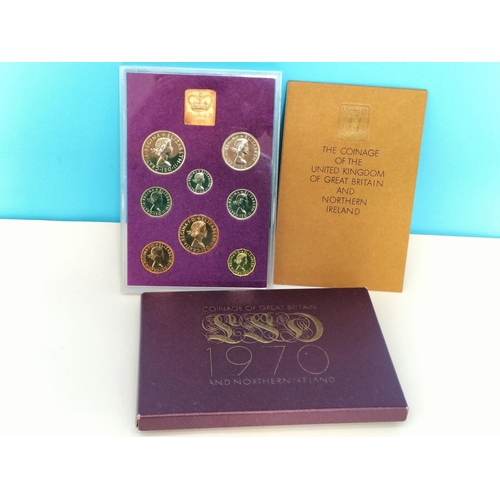 THE COINAGE
OF THE
UNITED KINGDOM
OF GREAT BRITAIN
AND
NORTHERN
IRELAND
COINAGE OF GREAT BRITAIN
LSD
1970
AND NORTHERN IRELAND